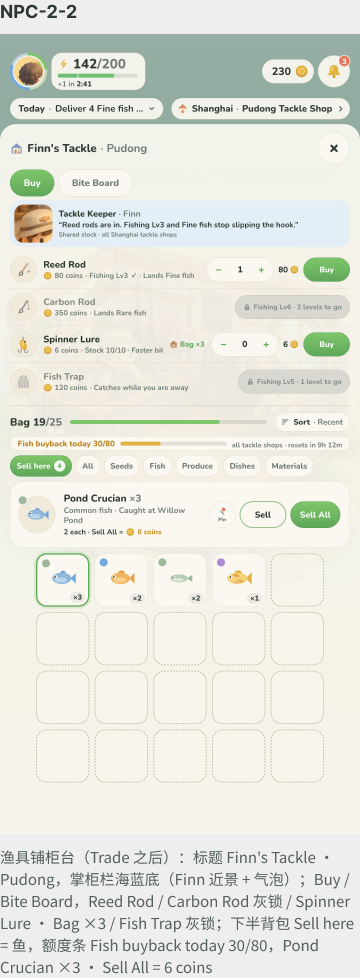 NPC-2-2
142/200
+1 in 2:41
230
3
Today · Deliver 4 Fine fish ...
Shanghai · Pudong Tackle Shop
Finn's Tackle · Pudong
Buy
Bite Board
Tackle Keeper · Finn
"Reed rods are in. Fishing Lv3 and Fine fish stop slipping the hook."
Shared stock · all Shanghai tackle shops
Reed Rod
80 coins · Fishing Lv3 ✓ · Lands Fine fish
− 1 +
80
Buy
Carbon Rod
350 coins · Lands Rare fish
Fishing Lv6 · 2 levels to go
Spinner Lure
6 coins · Stock 10/10 · Faster bit
Bag ×3
− 0 +
6
Buy
Fish Trap
120 coins · Catches while you are away
Fishing Lv5 · 1 level to go
Bag 19/25
Sort · Recent
Fish buyback today 30/80
all tackle shops · resets in 9h 12m
Sell here 4
All
Seeds
Fish
Produce
Dishes
Materials
Pond Crucian ×3
Common fish · Caught at Willow
Pond
2 each · Sell All = 6 coins
Pin
Sell
Sell All
×3
×2
×2
×1
渔具铺柜台（Trade 之后）：标题 Finn's Tackle ·
Pudong，掌柜栏海蓝底（Finn 近景 + 气泡）；Buy /
Bite Board，Reed Rod / Carbon Rod 灰锁 / Spinner
Lure · Bag ×3 / Fish Trap 灰锁；下半背包 Sell here
= 鱼，额度条 Fish buyback today 30/80，Pond
Crucian ×3 · Sell All = 6 coins